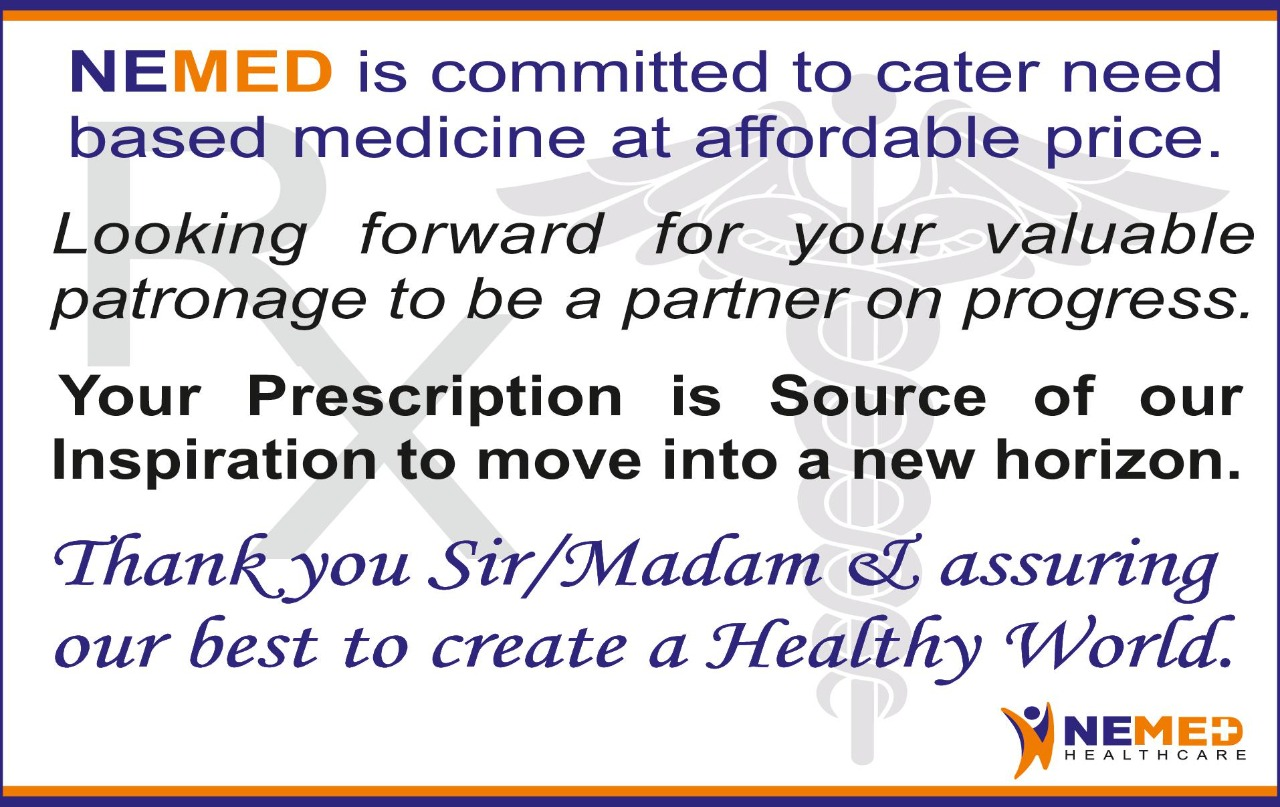 NEMED is committed to cater need
based medicine at affordable price.
Looking forward for your valuable
patronage to be a partner on progress.
Your Prescription is Source of our
Inspiration to move into a new horizon.
Thank you Sir/Madam & assuring
our best to create a Healthy World.
NEMED
HEALTHCARE